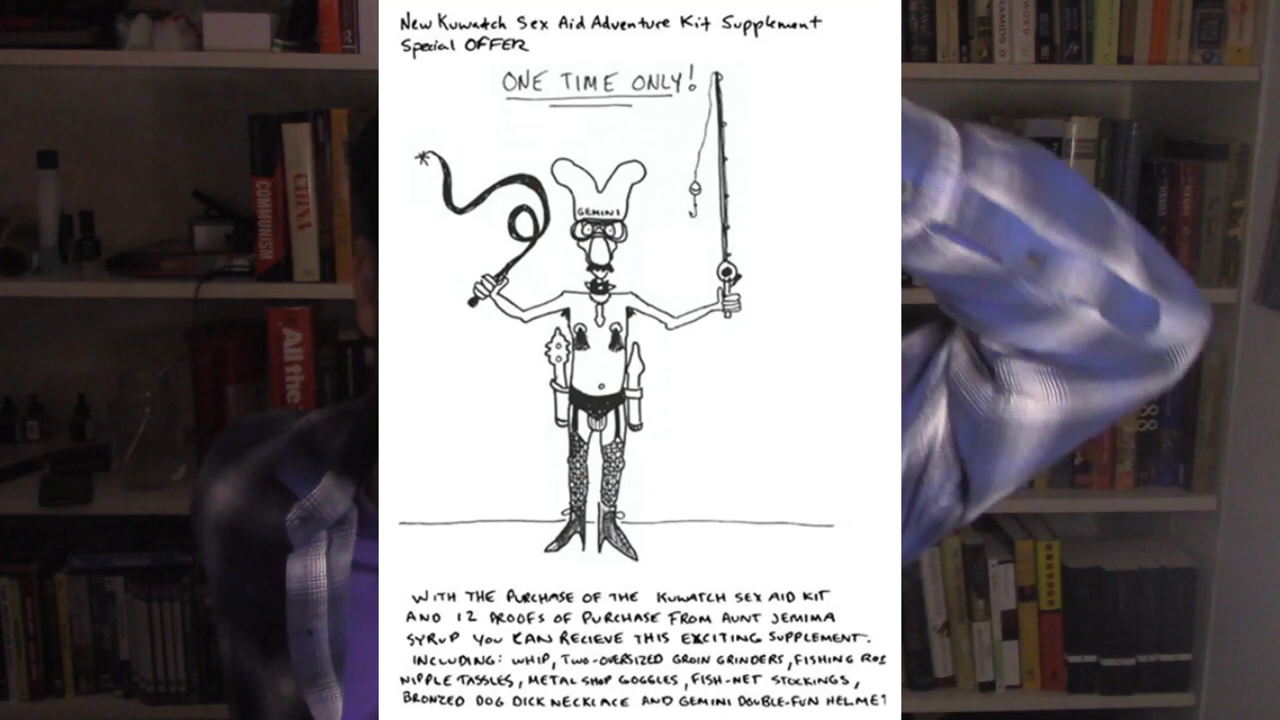 New Kuwatch Sex Aid Adventure Kit Supplement
Special OFFER
ONE TIME ONLY!
GEMINI
WITH THE PURCHASE OF THE KUWATCH SEX AID KIT
AND 12 PROOFS OF PURCHASE FROM AUNT JEMIMA
SYRUP YOU CAN RECIEVE THIS EXCITING SUPPLEMENT.
INCLUDING: WHIP, TWO-OVERSIZED GROIN GRINDERS, FISHING ROD
NIPPLE TASSLES, METAL SHOP GOGGLES, FISH-NET STOCKINGS,
BRONZED DOG DICK NECKLACE AND GEMINI DOUBLE-FUN HELMET
COMMUNISM
CHINA
All the